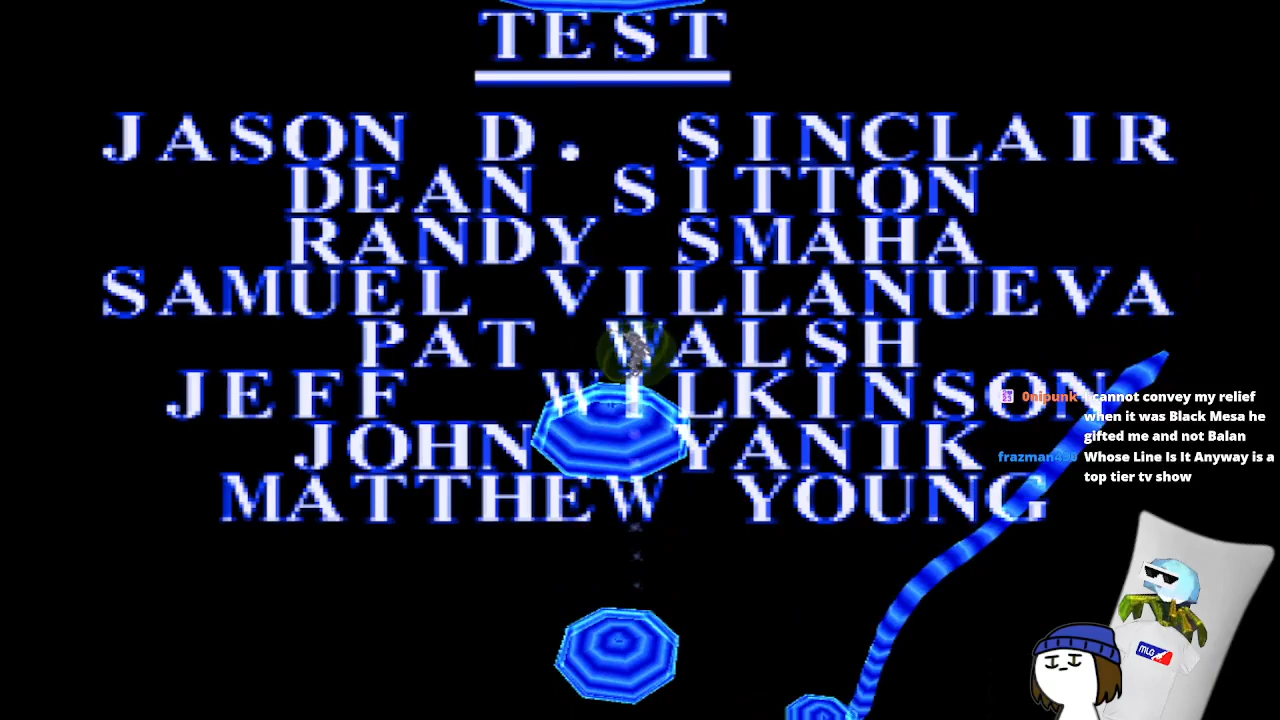 TEST
JASON D. SINCLAIR
DEAN SITTON
RANDY SMAHA
SAMUEL VILLANUEVA
PAT WALSH
JEFF WILKINSON
JOHN YANIK
MATTHEW YOUNG
0nipunk I cannot convey my relief
when it was Black Mesa he
gifted me and not Balan
Whose Line Is It Anyway is a
top tier tv show
MLG